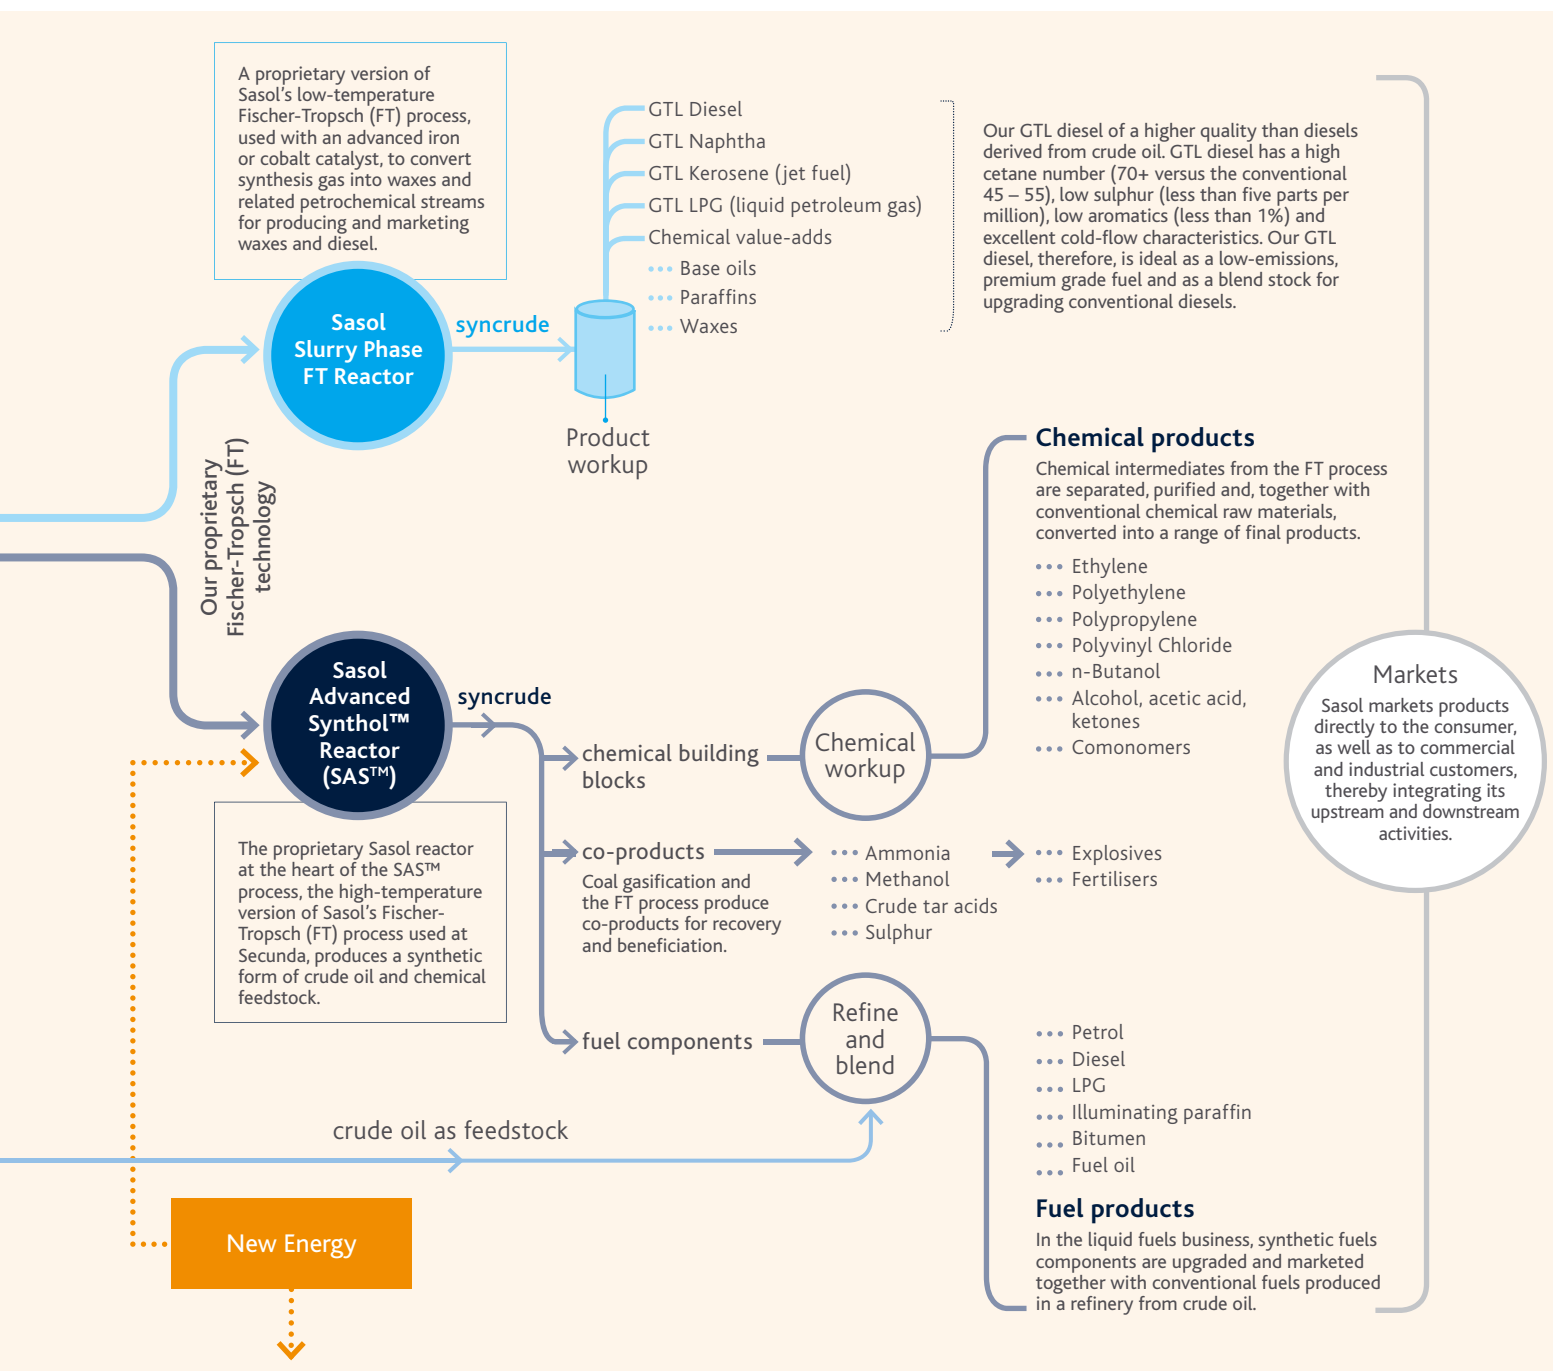 A proprietary version of
Sasol's low-temperature
Fischer-Tropsch (FT) process,
used with an advanced iron
or cobalt catalyst, to convert
synthesis gas into waxes and
related petrochemical streams
for producing and marketing
waxes and diesel.
Sasol
Slurry Phase
FT Reactor
syncrude
Product
workup
GTL Diesel
GTL Naphtha
GTL Kerosene (jet fuel)
GTL LPG (liquid petroleum gas)
Chemical value-adds
Base oils
Paraffins
Waxes
Our GTL diesel of a higher quality than diesels
derived from crude oil. GTL diesel has a high
cetane number (70+ versus the conventional
45 – 55), low sulphur (less than five parts per
million), low aromatics (less than 1%) and
excellent cold-flow characteristics. Our GTL
diesel, therefore, is ideal as a low-emissions,
premium grade fuel and as a blend stock for
upgrading conventional diesels.
Our proprietary
Fischer-Tropsch (FT)
technology
Sasol
Advanced
Synthol™
Reactor
(SAS™)
syncrude
The proprietary Sasol reactor
at the heart of the SAS™
process, the high-temperature
version of Sasol's Fischer-
Tropsch (FT) process used at
Secunda, produces a synthetic
form of crude oil and chemical
feedstock.
chemical building
blocks
Chemical
workup
Chemical products
Chemical intermediates from the FT process
are separated, purified and, together with
conventional chemical raw materials,
converted into a range of final products.
Ethylene
Polyethylene
Polypropylene
Polyvinyl Chloride
n-Butanol
Alcohol, acetic acid,
ketones
Comonomers
co-products
Coal gasification and
the FT process produce
co-products for recovery
and beneficiation.
Ammonia
Methanol
Crude tar acids
Sulphur
Explosives
Fertilisers
fuel components
Refine
and
blend
Petrol
Diesel
LPG
Illuminating paraffin
Bitumen
Fuel oil
Fuel products
In the liquid fuels business, synthetic fuels
components are upgraded and marketed
together with conventional fuels produced
in a refinery from crude oil.
Markets
Sasol markets products
directly to the consumer,
as well as to commercial
and industrial customers,
thereby integrating its
upstream and downstream
activities.
crude oil as feedstock
New Energy